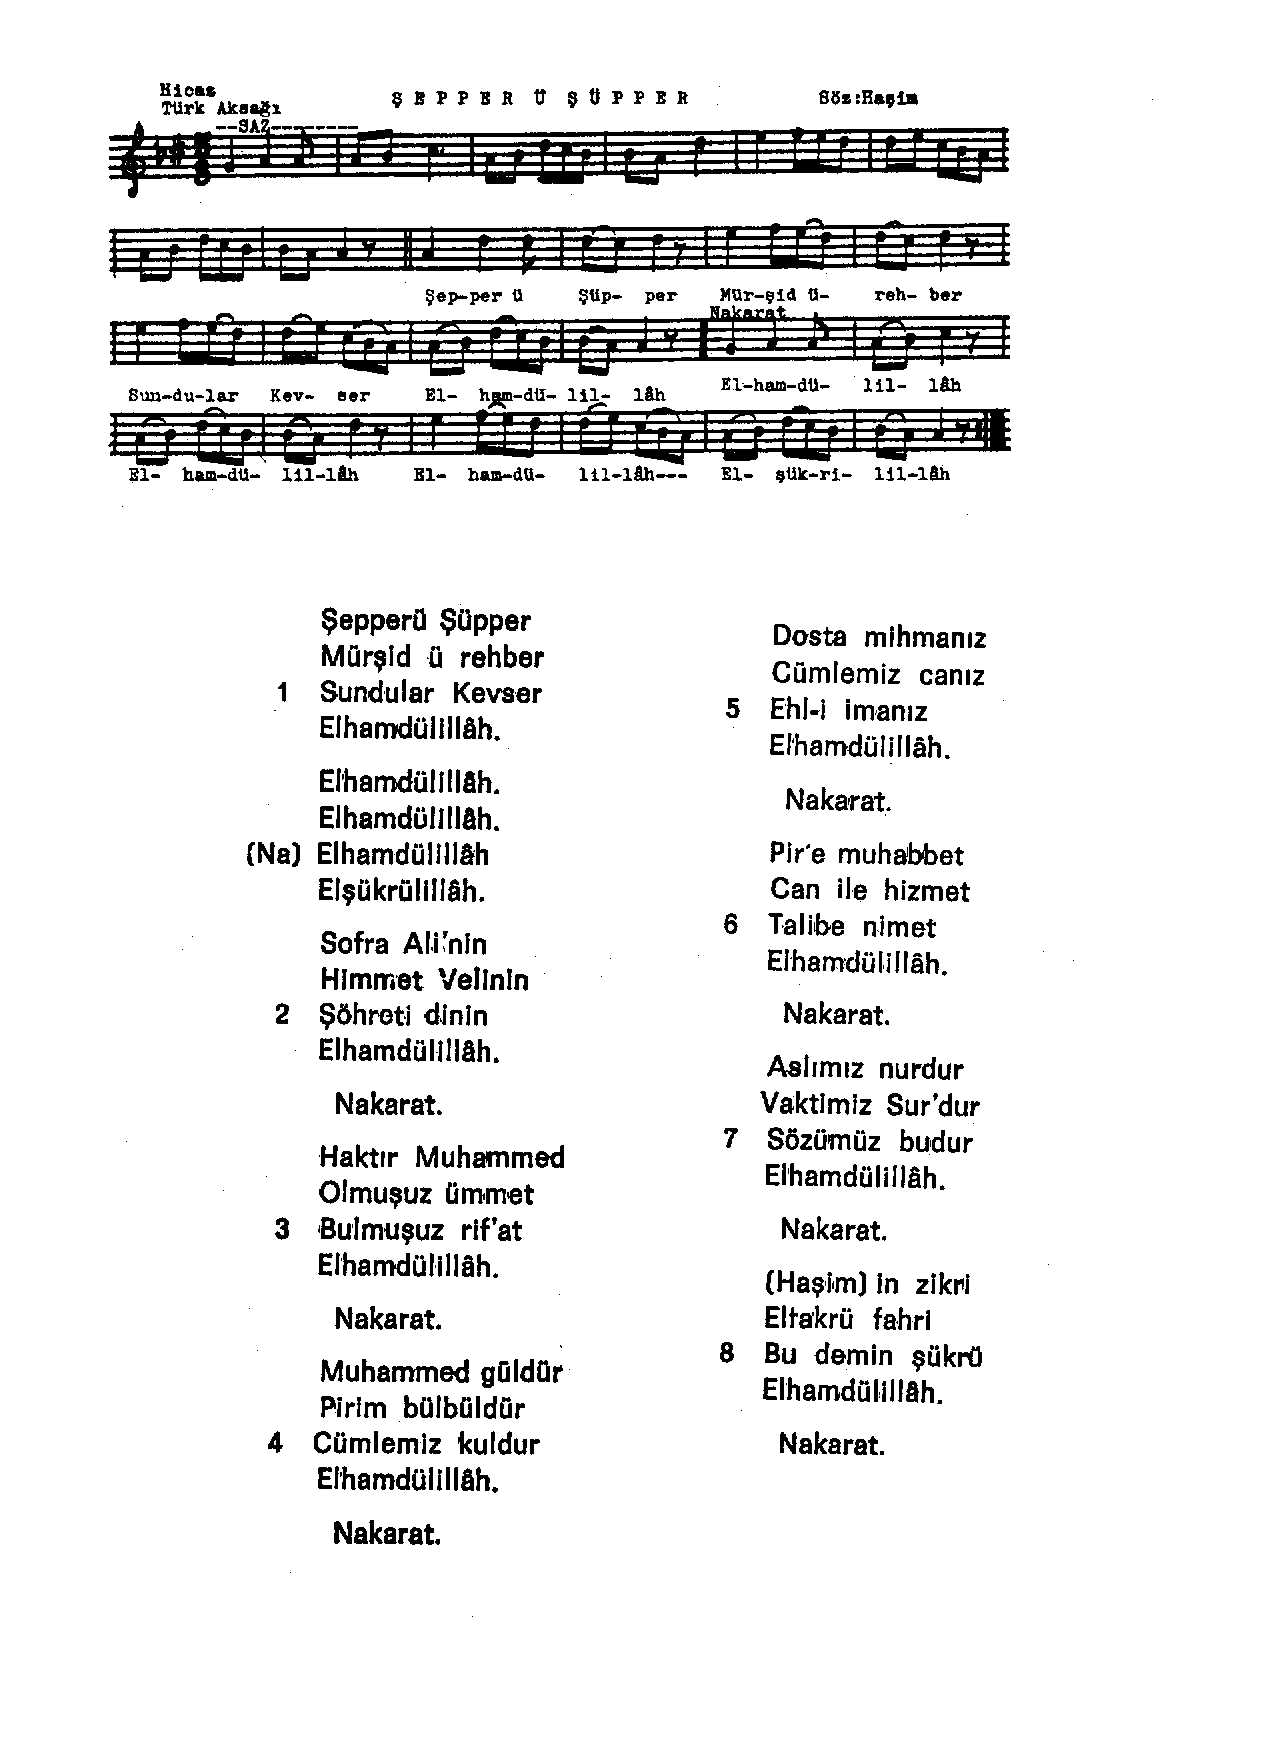 Hicaz
Türk Aksağı
ŞEPPER Ü ŞÜPPER
Söz:Haşim
--SAZ--------
Şep-per ü Şüp- per Mür-şid ü- reh- ber
Nakarat
Sun-du-lar Kev- ser El- ham-dü- lil- lâh El-ham-dü- lil- lâh
El- ham-dü- lil-lâh El- ham-dü- lil-lâh--- El- şük-ri- lil-lâh
Şepperü Şüpper
Mürşid ü rehber
1 Sundular Kevser
Elhamdülillâh.
Elhamdülillâh.
Elhamdülillâh.
(Na) Elhamdülillâh
Elşükrülillâh.
Sofra Ali'nin
Himmet Velinin
2 Şöhreti dinin
Elhamdülillâh.
Nakarat.
Haktır Muhammed
Olmuşuz ümmet
3 Bulmuşuz rif'at
Elhamdülillâh.
Nakarat.
Muhammed güldür
Pirim bülbüldür
4 Cümlemiz kuldur
Elhamdülillâh.
Nakarat.
Dosta mihmanız
Cümlemiz canız
5 Ehl-i imanız
Elhamdülillâh.
Nakarat.
Pir'e muhabbet
Can ile hizmet
6 Talibe nimet
Elhamdülillâh.
Nakarat.
Aslımız nurdur
Vaktimiz Sur'dur
7 Sözümüz budur
Elhamdülillâh.
Nakarat.
(Haşim) in zikri
Elfakrü fahri
8 Bu demin şükrü
Elhamdülillâh.
Nakarat.